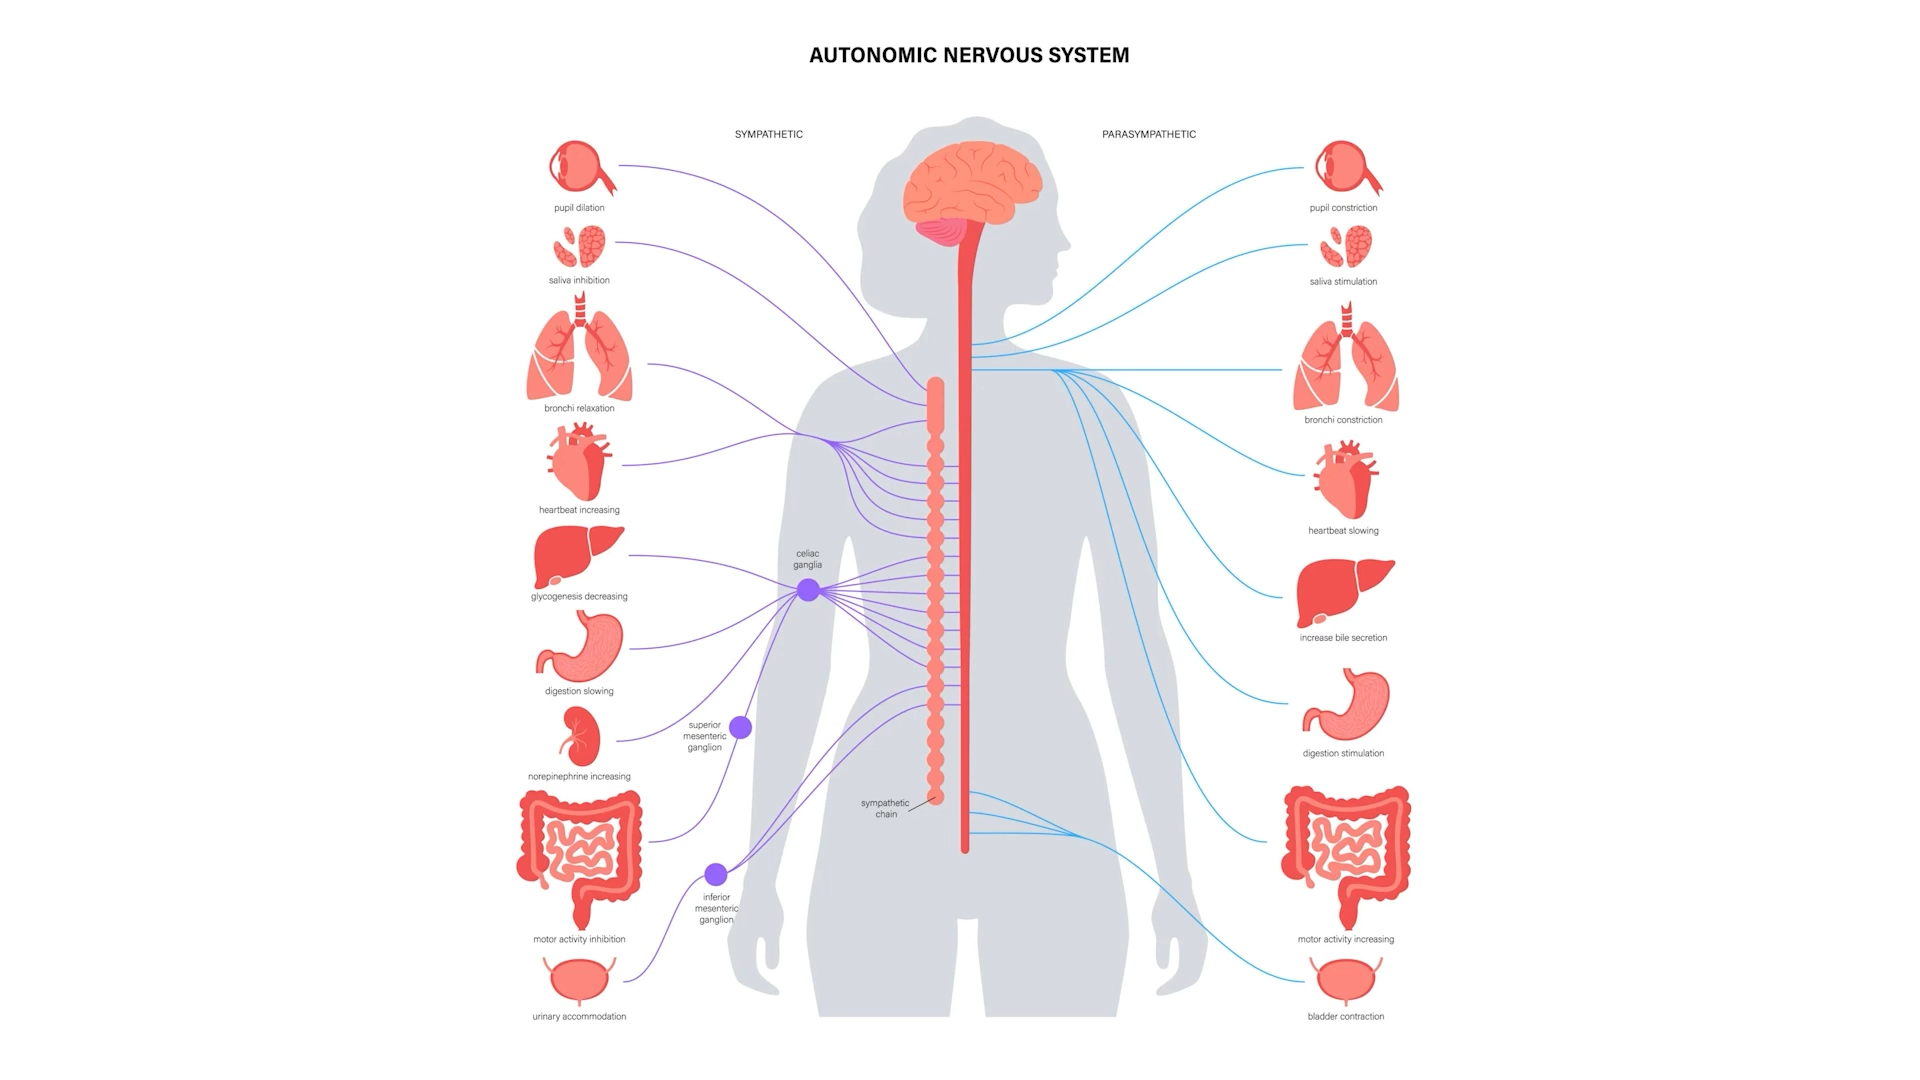 AUTONOMIC NERVOUS SYSTEM
SYMPATHETIC
pupil dilation
saliva inhibition
bronchi relaxation
heartbeat increasing
glycogenesis decreasing
digestion slowing
norepinephrine increasing
motor activity inhibition
urinary accommodation
celiac
ganglia
superior
mesenteric
ganglion
inferior
mesenteric
ganglion
sympathetic
chain
PARASYMPATHETIC
pupil constriction
saliva stimulation
bronchi constriction
heartbeat slowing
increase bile secretion
digestion stimulation
motor activity increasing
bladder contraction